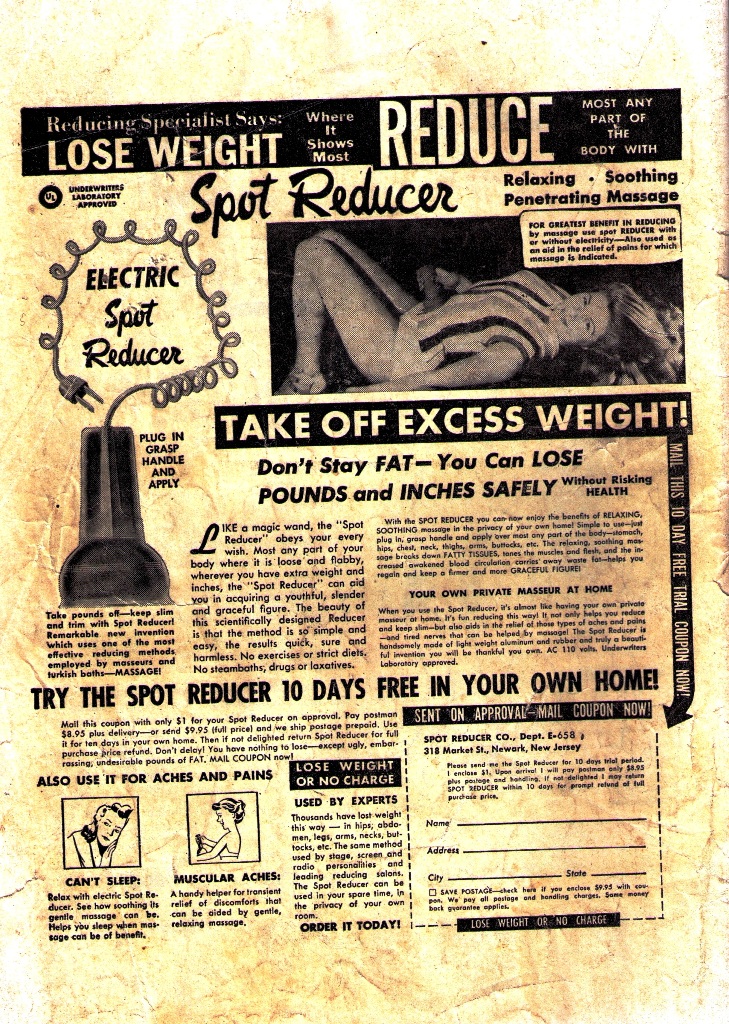 Reducing Specialist Says:
LOSE WEIGHT
Where
It
Shows
Most
REDUCE
MOST ANY
PART OF
THE
BODY WITH
UL
UNDERWRITERS
LABORATORY
APPROVED
Spot Reducer
Relaxing • Soothing
Penetrating Massage
FOR GREATEST BENEFIT IN REDUCING
by massage use spot REDUCER with
or without electricity—Also used as
an aid in the relief of pains for which
massage is indicated.
ELECTRIC
Spot
Reducer
PLUG IN
GRASP
HANDLE
AND
APPLY
TAKE OFF EXCESS WEIGHT!
Don't Stay FAT—You Can LOSE
POUNDS and INCHES SAFELY Without Risking
HEALTH
MAIL THIS 10 DAY FREE TRIAL COUPON NOW!
LIKE a magic wand, the "Spot
Reducer" obeys your every
wish. Most any part of your
body where it is loose and flabby,
wherever you have extra weight and
inches, the "Spot Reducer" can aid
you in acquiring a youthful, slender
and graceful figure. The beauty of
this scientifically designed Reducer
is that the method is so simple and
easy, the results quick, sure and
harmless. No exercises or strict diets.
No steambaths, drugs or laxatives.
With the SPOT REDUCER you can now enjoy the benefits of RELAXING,
SOOTHING massage in the privacy of your own home! Simple to use—just
plug in, grasp handle and apply over most any part of the body—stomach,
hips, chest, neck, thighs, arms, buttocks, etc. The relaxing, soothing mas-
sage breaks down FATTY TISSUES, tones the muscles and flesh, and the in-
creased awakened blood circulation carries away waste fat—helps you
regain and keep a firmer and more GRACEFUL FIGURE!
YOUR OWN PRIVATE MASSEUR AT HOME
When you use the Spot Reducer, it's almost like having your own private
masseur at home. It's fun reducing this way! It not only helps you reduce
and keep slim—but also aids in the relief of those types of aches and pains
—and tired nerves that can be helped by massage! The Spot Reducer is
handsomely made of light weight aluminum and rubber and truly a beauti-
ful invention you will be thankful you own. AC 110 volts. Underwriters
Laboratory approved.
Take pounds off—keep slim
and trim with Spot Reducer!
Remarkable new invention
which uses one of the most
effective reducing methods
employed by masseurs and
turkish baths—MASSAGE!
TRY THE SPOT REDUCER 10 DAYS FREE IN YOUR OWN HOME!
Mail this coupon with only $1 for your Spot Reducer on approval. Pay postman
$8.95 plus delivery—or send $9.95 (full price) and we ship postage prepaid. Use
it for ten days in your own home. Then if not delighted return Spot Reducer for full
purchase price refund. Don't delay! You have nothing to lose—except ugly, embar-
rassing, undesirable pounds of FAT. MAIL COUPON now!
ALSO USE IT FOR ACHES AND PAINS
CAN'T SLEEP:
Relax with electric Spot Re-
ducer. See how soothing its
gentle massage can be.
Helps you sleep when mas-
sage can be of benefit.
MUSCULAR ACHES:
A handy helper for transient
relief of discomforts that
can be aided by gentle,
relaxing massage.
LOSE WEIGHT
OR NO CHARGE
USED BY EXPERTS
Thousands have lost weight
this way — in hips, abdo-
men, legs, arms, necks, but-
tocks, etc. The same method
used by stage, screen and
radio personalities and
leading reducing salons.
The Spot Reducer can be
used in your spare time, in
the privacy of your own
room.
ORDER IT TODAY!
SENT ON APPROVAL—MAIL COUPON NOW!
SPOT REDUCER CO., Dept. E-658
318 Market St., Newark, New Jersey
Please send me the Spot Reducer for 10 days trial period.
I enclose $1. Upon arrival I will pay postman only $8.95
plus postage and handling. If not delighted I may return
SPOT REDUCER within 10 days for prompt refund of full
purchase price.
Name
Address
City State
SAVE POSTAGE—check here if you enclose $9.95 with cou-
pon. We pay all postage and handling charges. Same money
back guarantee applies.
LOSE WEIGHT OR NO CHARGE